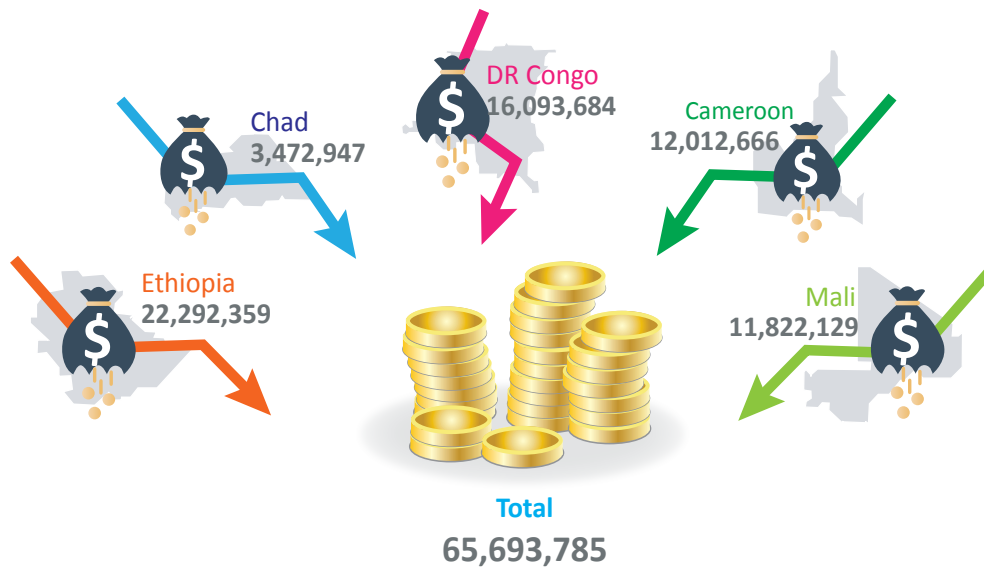 DR Congo
16,093,684
Chad
3,472,947
Cameroon
12,012,666
Ethiopia
22,292,359
Mali
11,822,129
$
$
$
$
$
Total
65,693,785